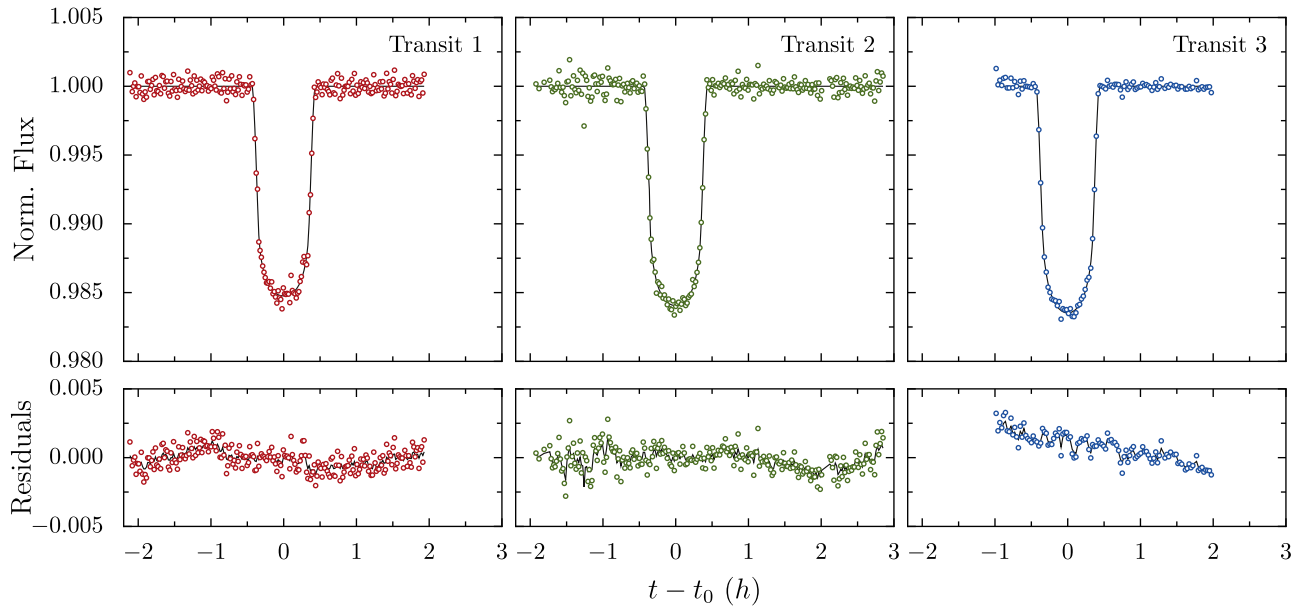 Transit 1
Transit 2
Transit 3
Norm. Flux
1.005
1.000
0.995
0.990
0.985
0.980
Residuals
0.005
0.000
−0.005
−2 −1 0 1 2 3
−2 −1 0 1 2 3
−2 −1 0 1 2 3
t − t₀ (h)